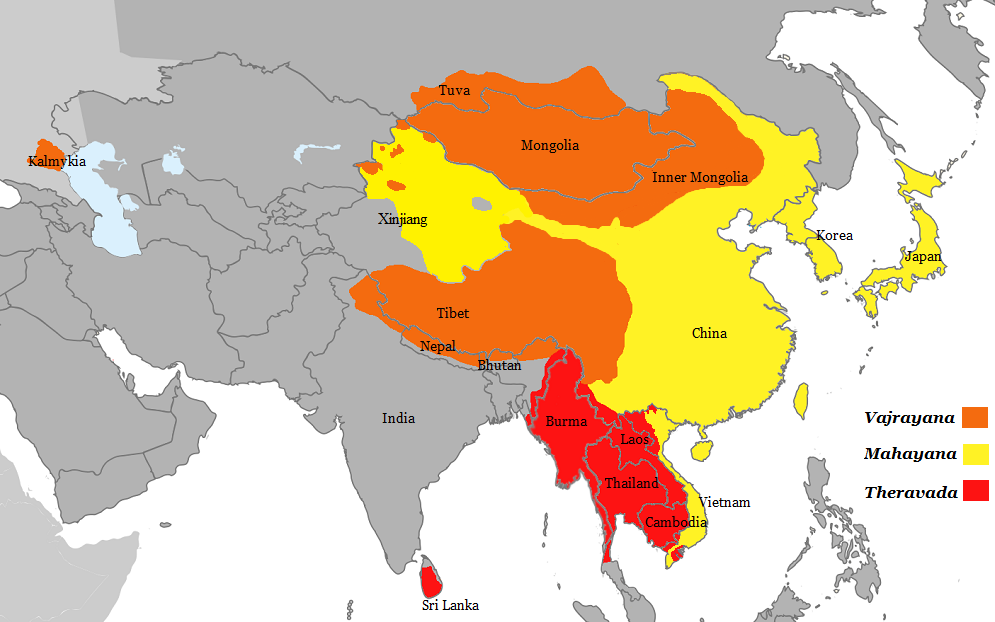 Tuva
Mongolia
Kalmykia
Inner Mongolia
Xinjiang
Korea
Japan
Tibet
China
Nepal
Bhutan
India
Burma
Laos
Thailand
Vietnam
Cambodia
Sri Lanka
Vajrayana
Mahayana
Theravada